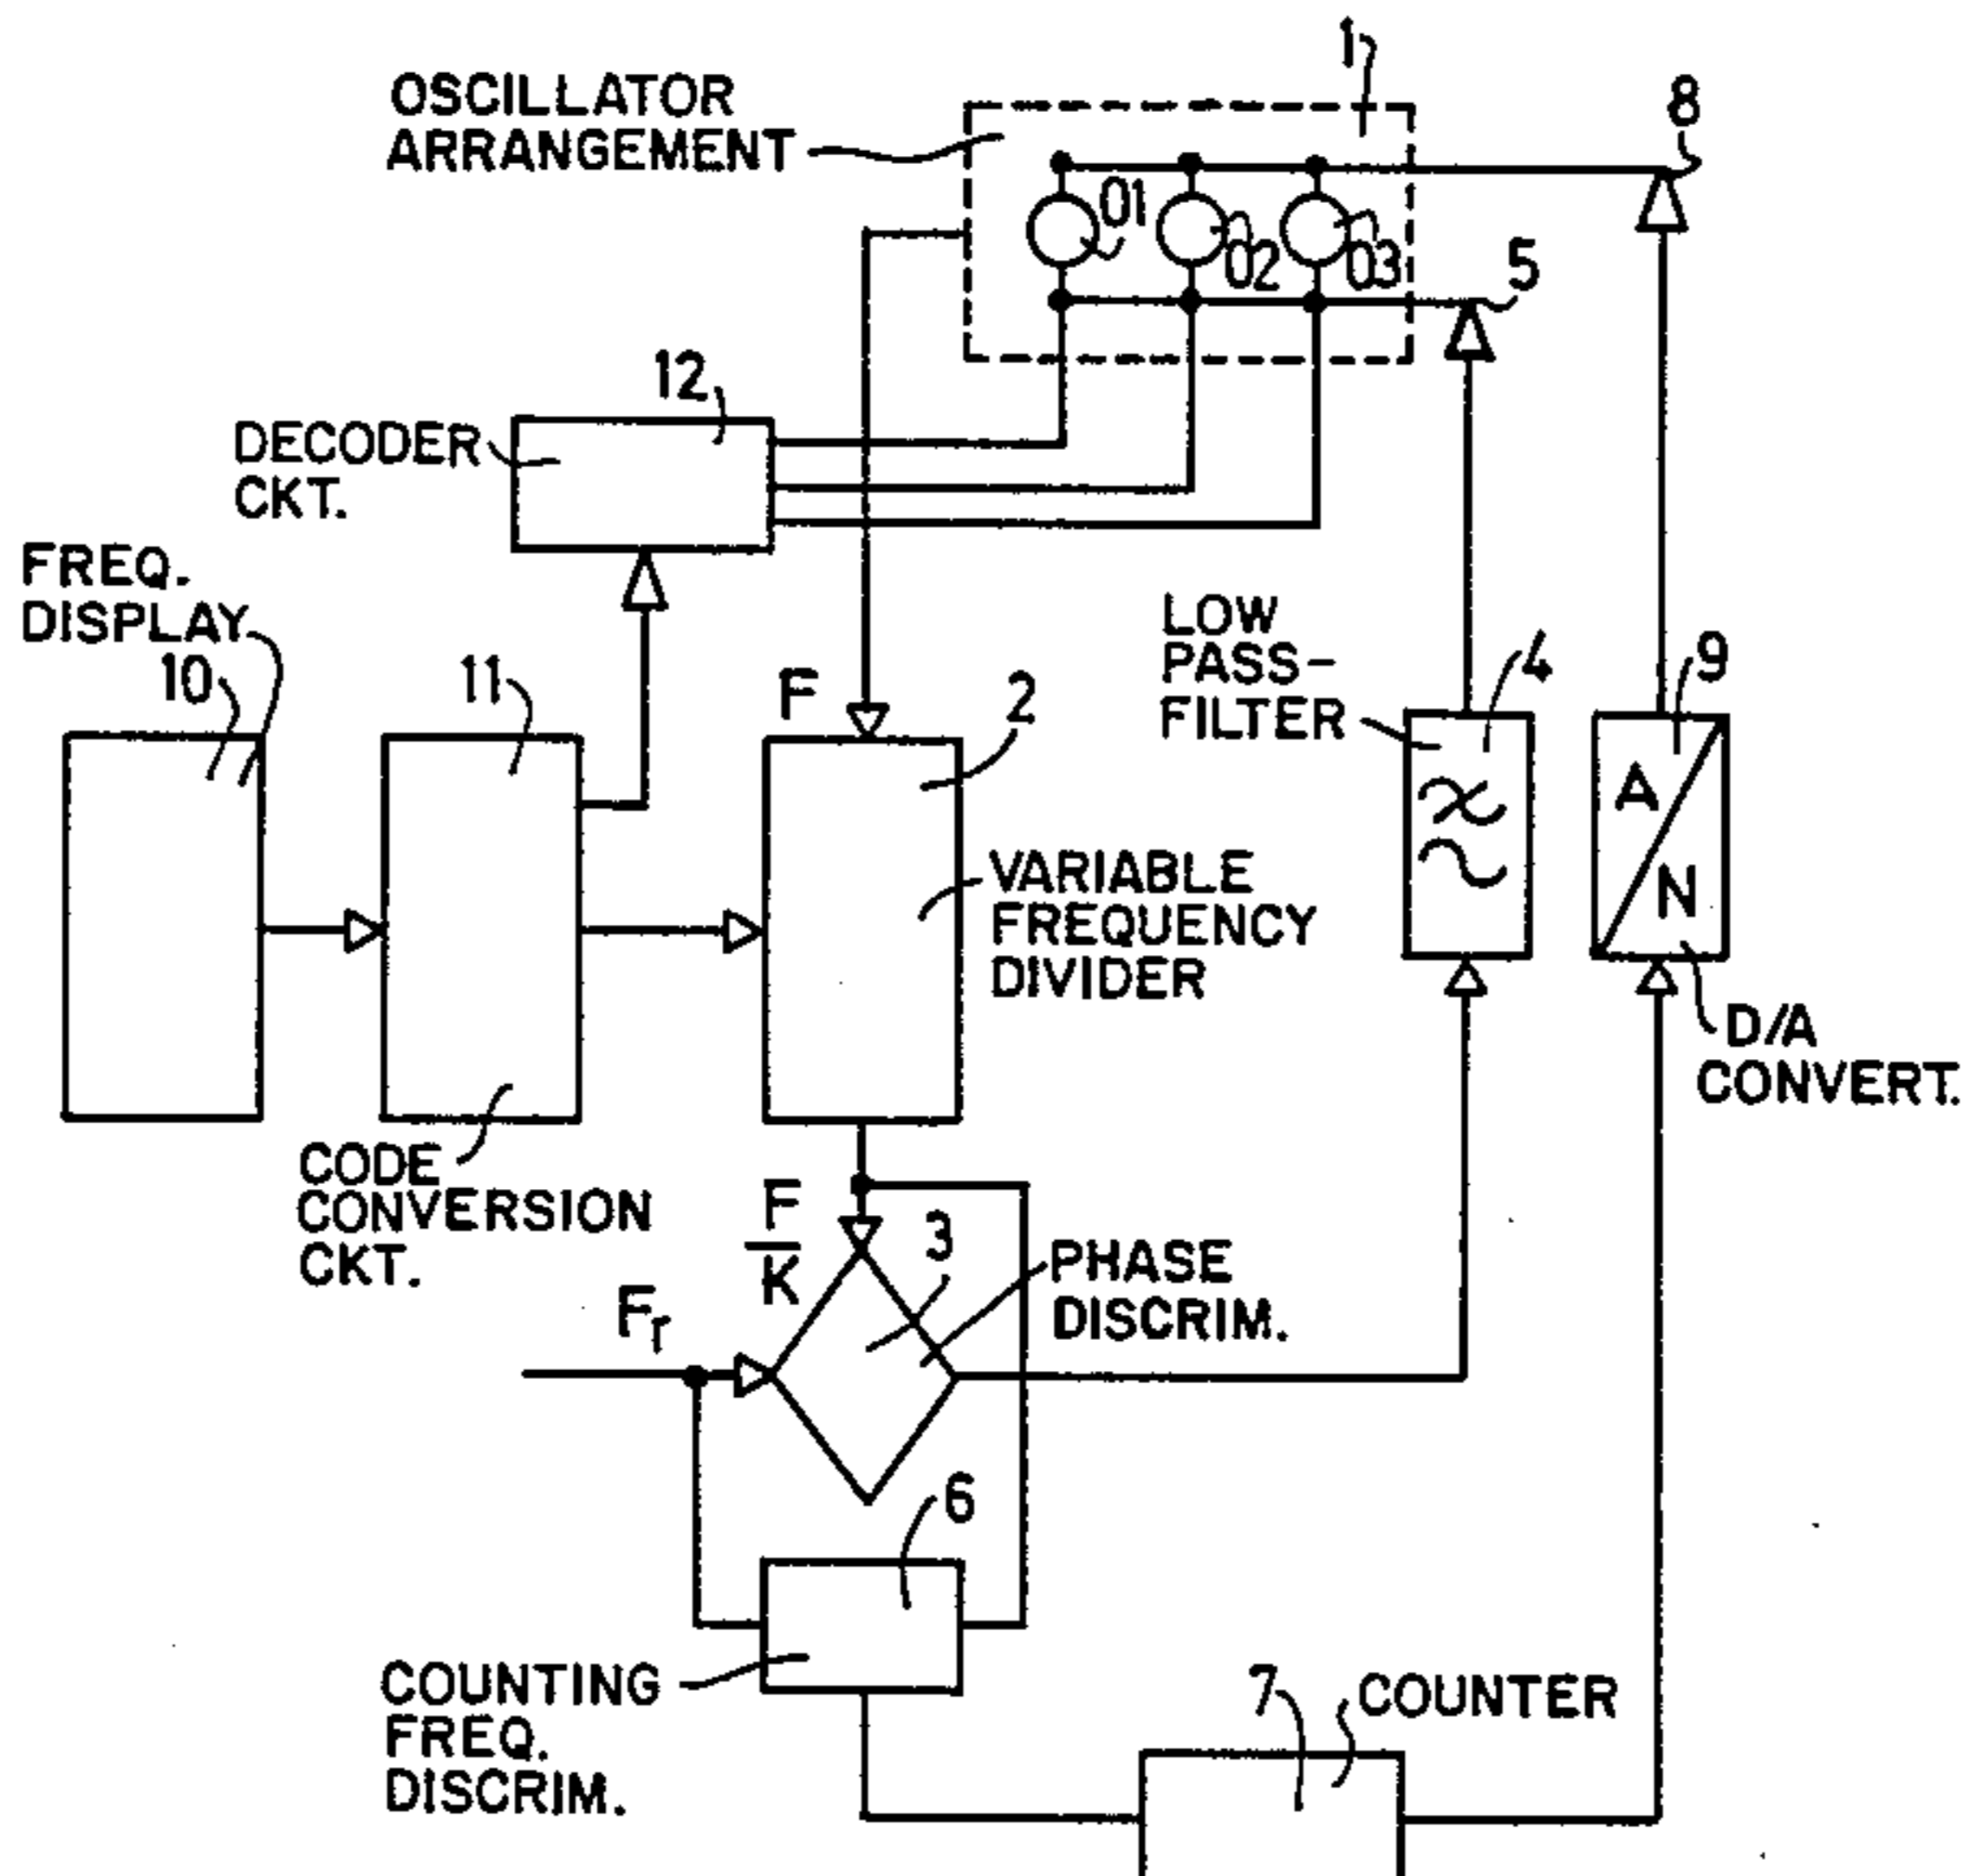 1
OSCILLATOR
ARRANGEMENT
8
01
02
03
5
12
DECODER
CKT.
FREQ.
DISPLAY
10
11
F
2
LOW
PASS-
FILTER
4
9
A
N
VARIABLE
FREQUENCY
DIVIDER
D/A
CONVERT.
CODE
CONVERSION
CKT.
F
K
3
PHASE
DISCRIM.
Fr
6
COUNTING
FREQ.
DISCRIM.
7
COUNTER